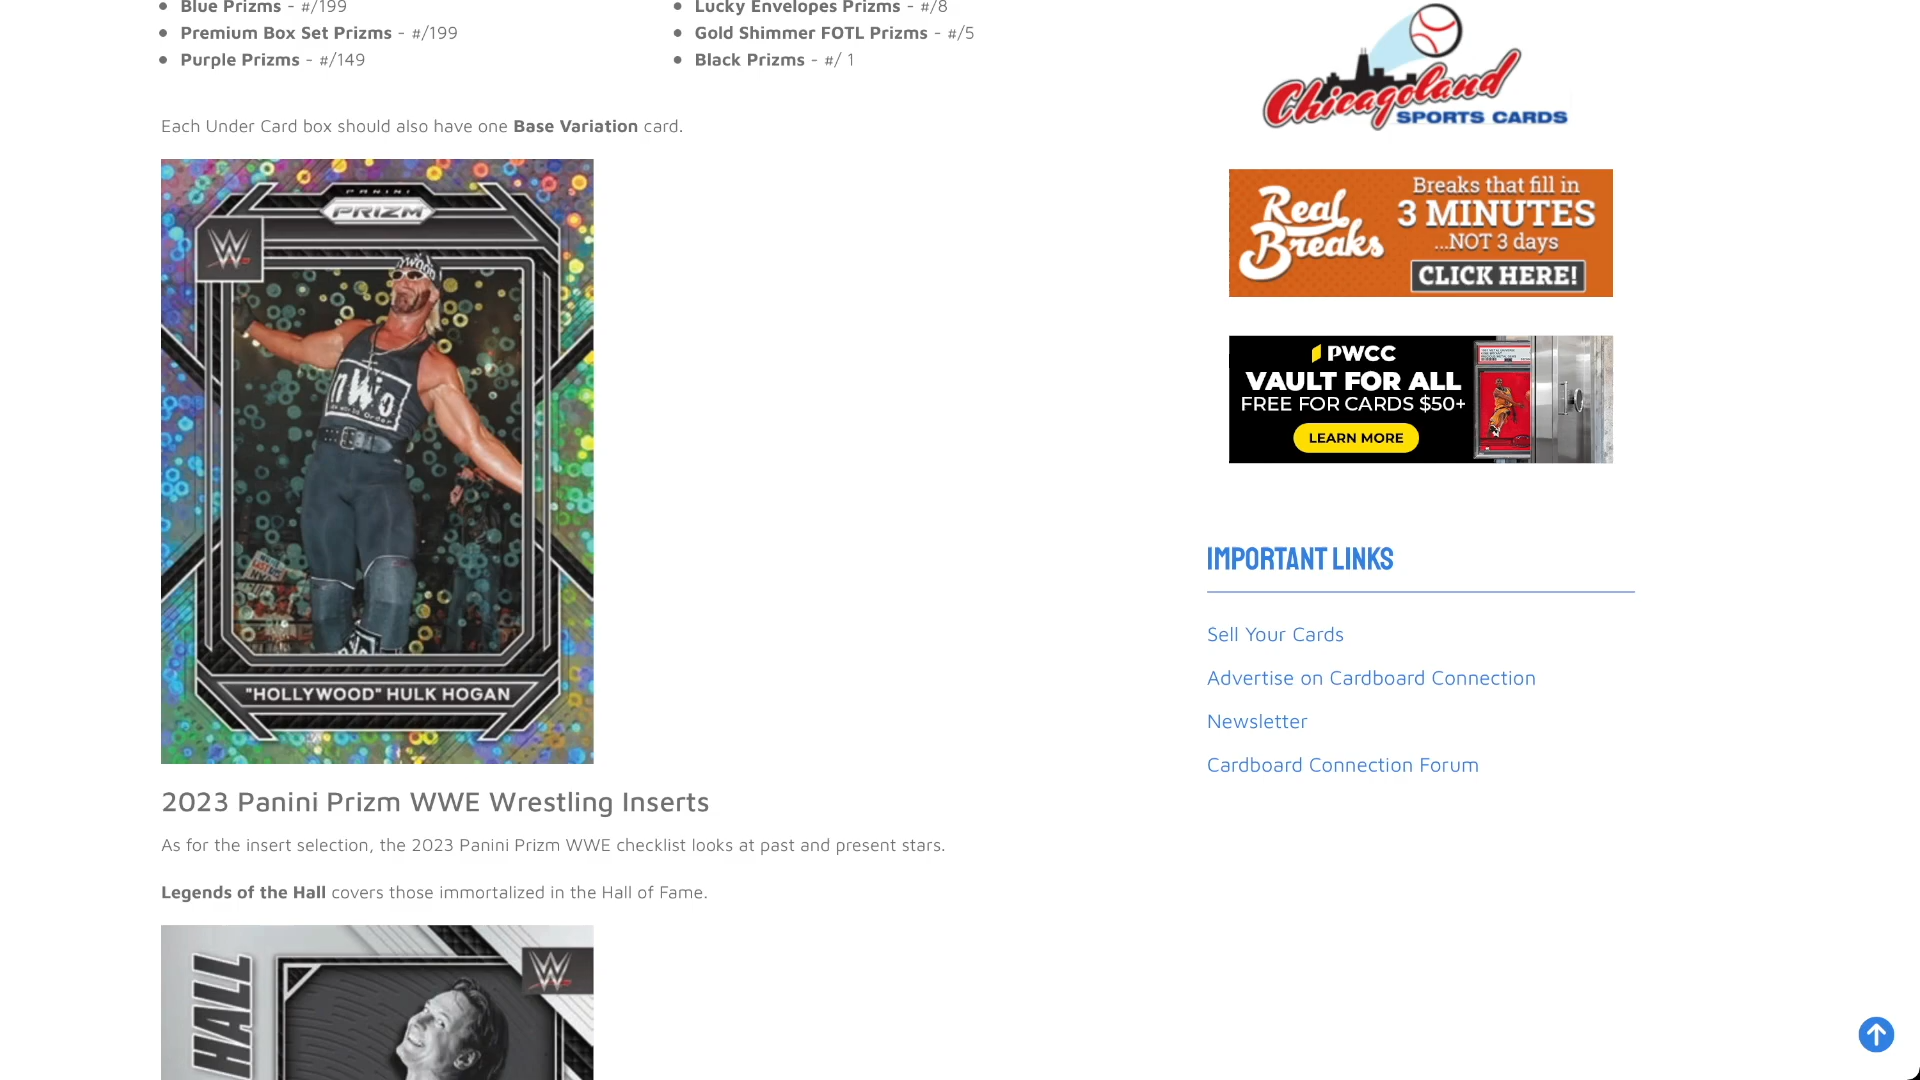 Blue Prizms - #/199
Premium Box Set Prizms - #/199
Purple Prizms - #/149
Lucky Envelopes Prizms - #/8
Gold Shimmer FOTL Prizms - #/5
Black Prizms - #/ 1
Each Under Card box should also have one Base Variation card.
PANINI
PRIZM
W
nWo
"HOLLYWOOD" HULK HOGAN
2023 Panini Prizm WWE Wrestling Inserts
As for the insert selection, the 2023 Panini Prizm WWE checklist looks at past and present stars.
Legends of the Hall covers those immortalized in the Hall of Fame.
HALL
W
Chicagoland
SPORTS CARDS
Real
Breaks
Breaks that fill in
3 MINUTES
...NOT 3 days
CLICK HERE!
PWCC
VAULT FOR ALL
FREE FOR CARDS $50+
LEARN MORE
IMPORTANT LINKS
Sell Your Cards
Advertise on Cardboard Connection
Newsletter
Cardboard Connection Forum